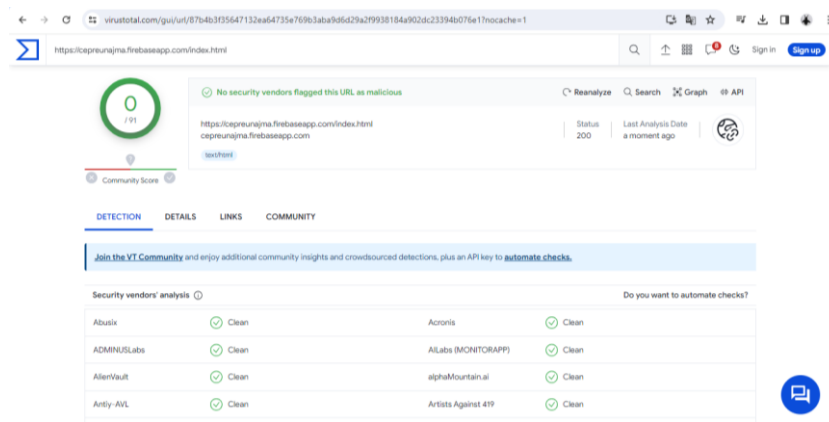 virustotal.com/gui/url/87b4b3f35647132ea64735e769b3aba9d6d29a2f9938184a902dc23394b076e1?nocache=1
https://cepreunajma.firebaseapp.com/index.html
Sign in
Sign up
0
/ 91
Community Score
No security vendors flagged this URL as malicious
Reanalyze
Search
Graph
API
https://cepreunajma.firebaseapp.com/index.html
cepreunajma.firebaseapp.com
text/html
Status
200
Last Analysis Date
a moment ago
DETECTION DETAILS LINKS COMMUNITY
Join the VT Community and enjoy additional community insights and crowdsourced detections, plus an API key to automate checks.
Security vendors' analysis Do you want to automate checks?
Abusix Clean Acronis Clean
ADMINUSLabs Clean AILabs (MONITORAPP) Clean
AlienVault Clean alphaMountain.ai Clean
Antiy-AVL Clean Artists Against 419 Clean